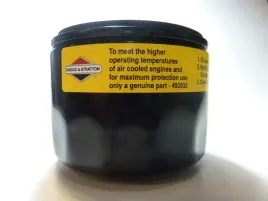 BRIGGS & STRATTON
To meet the higher
operating temperatures
of air cooled engines and
for maximum protection use
only a genuine part - 492932